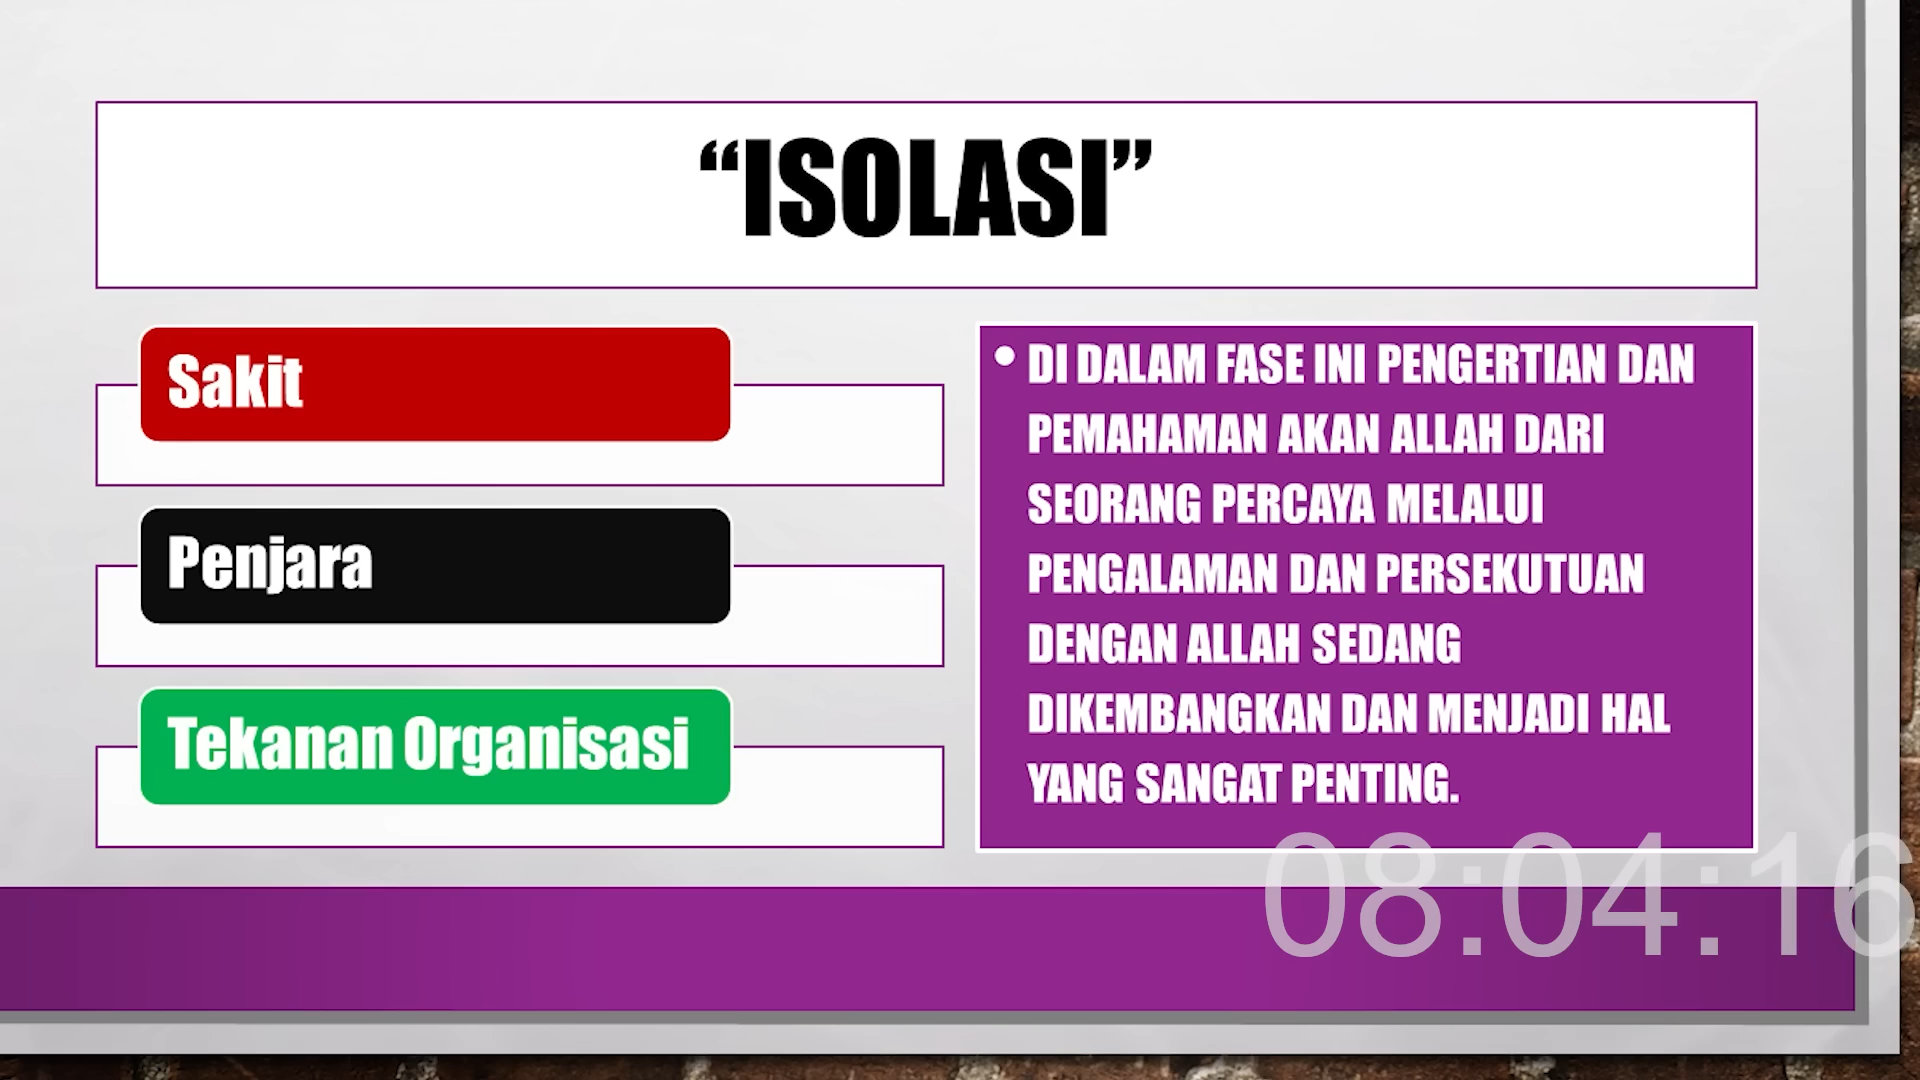 “ISOLASI”
Sakit
Penjara
Tekanan Organisasi
• DI DALAM FASE INI PENGERTIAN DAN
PEMAHAMAN AKAN ALLAH DARI
SEORANG PERCAYA MELALUI
PENGALAMAN DAN PERSEKUTUAN
DENGAN ALLAH SEDANG
DIKEMBANGKAN DAN MENJADI HAL
YANG SANGAT PENTING.
08:04:16